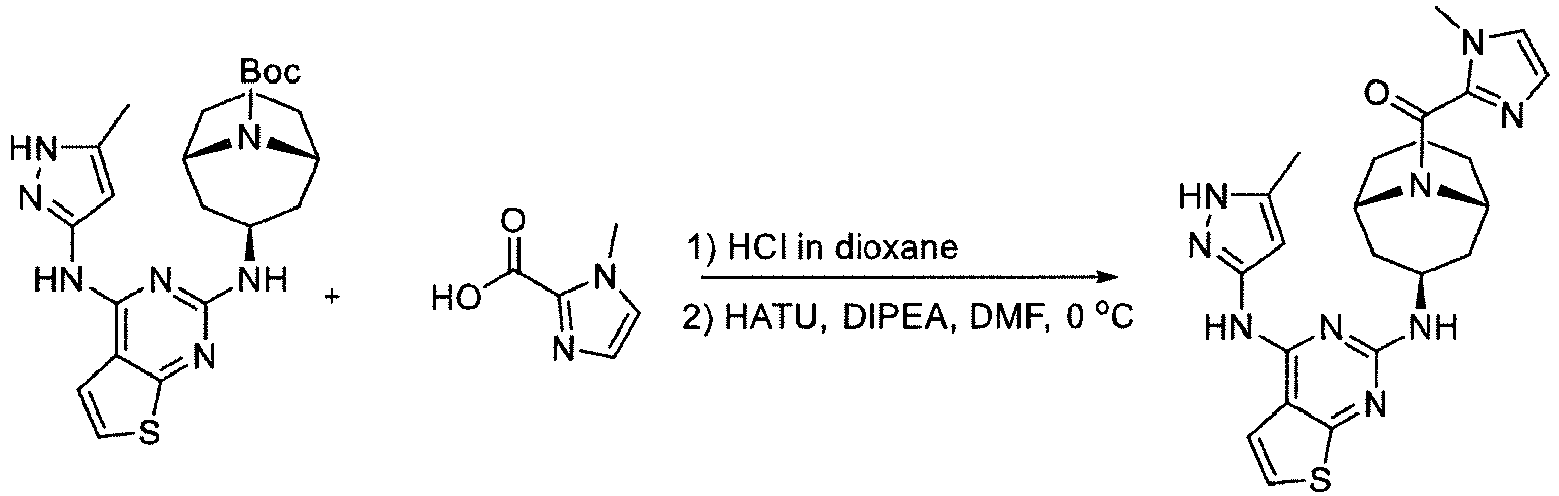 Boc
N
HN
N
HN
N
NH
N
S
+
O
HO
N
N
1) HCl in dioxane
2) HATU, DIPEA, DMF, 0 °C
N
N
O
N
HN
N
HN
N
NH
N
S